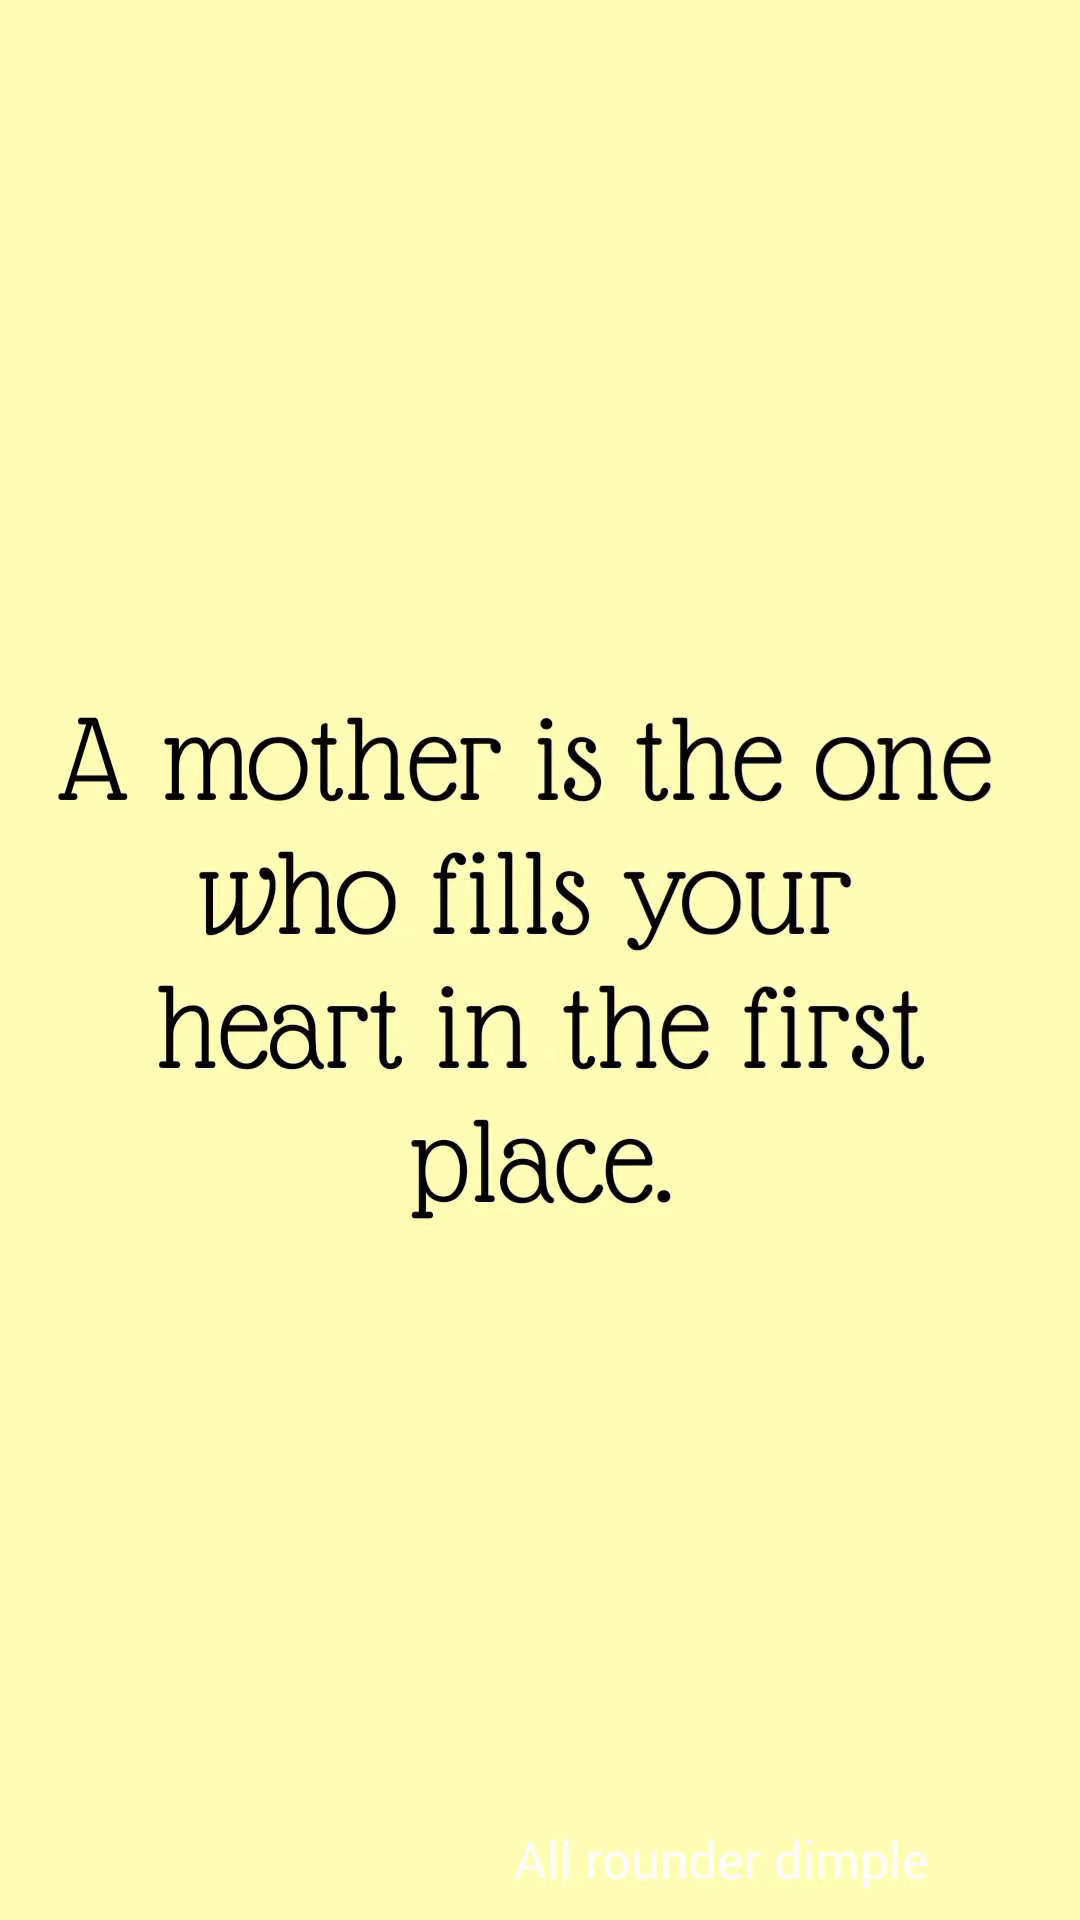 A mother is the one
who fills your
heart in the first
place.
All rounder dimple